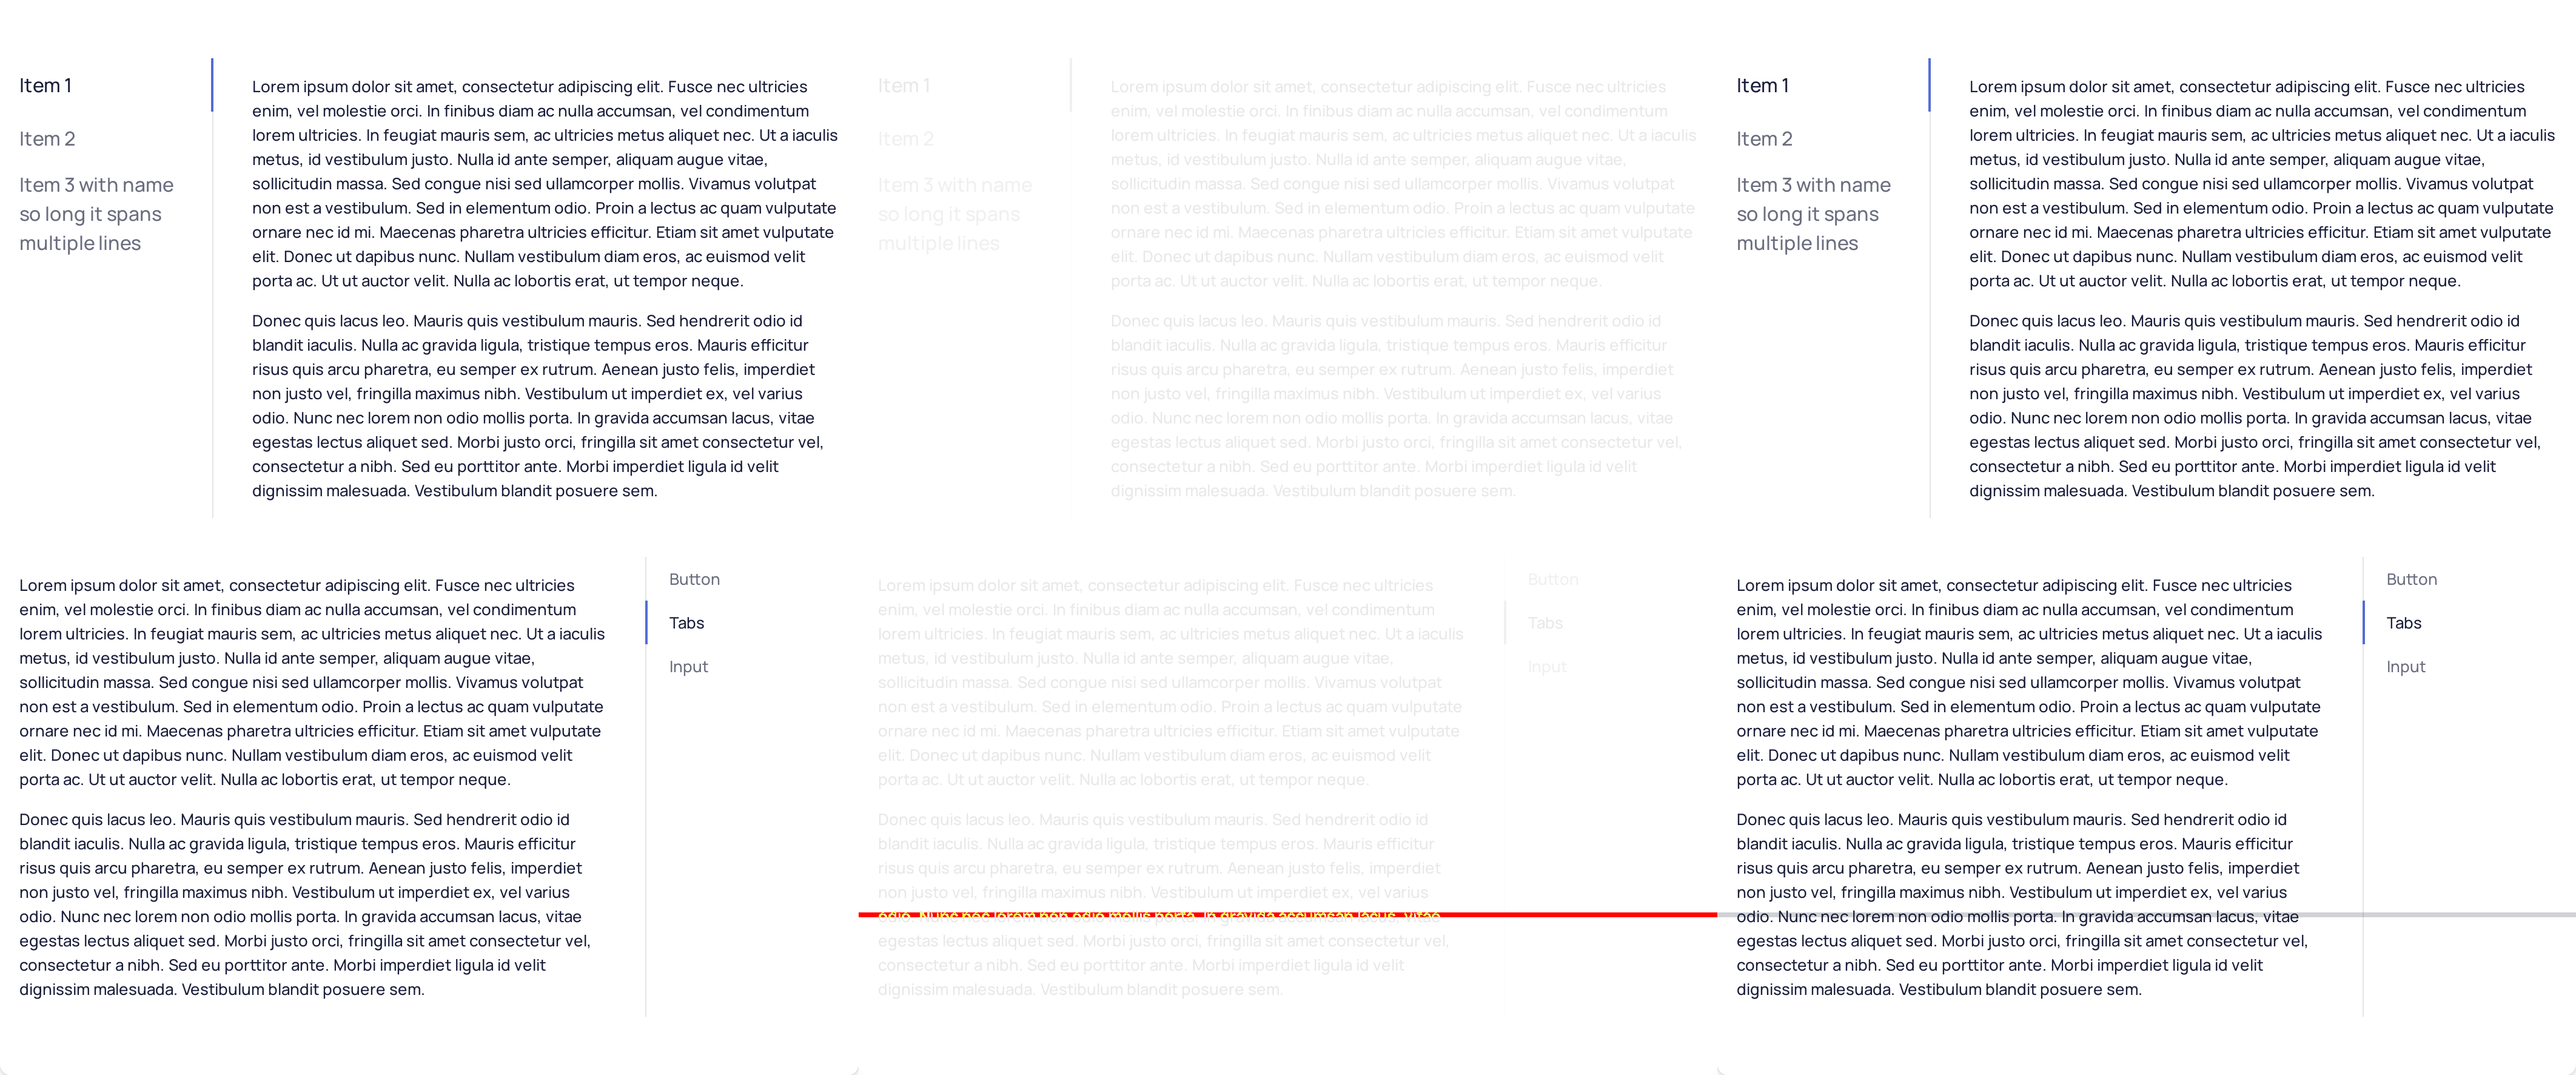 Item 1
Item 2
Item 3 with name
so long it spans
multiple lines
Lorem ipsum dolor sit amet, consectetur adipiscing elit. Fusce nec ultricies
enim, vel molestie orci. In finibus diam ac nulla accumsan, vel condimentum
lorem ultricies. In feugiat mauris sem, ac ultricies metus aliquet nec. Ut a iaculis
metus, id vestibulum justo. Nulla id ante semper, aliquam augue vitae,
sollicitudin massa. Sed congue nisi sed ullamcorper mollis. Vivamus volutpat
non est a vestibulum. Sed in elementum odio. Proin a lectus ac quam vulputate
ornare nec id mi. Maecenas pharetra ultricies efficitur. Etiam sit amet vulputate
elit. Donec ut dapibus nunc. Nullam vestibulum diam eros, ac euismod velit
porta ac. Ut ut auctor velit. Nulla ac lobortis erat, ut tempor neque.
Donec quis lacus leo. Mauris quis vestibulum mauris. Sed hendrerit odio id
blandit iaculis. Nulla ac gravida ligula, tristique tempus eros. Mauris efficitur
risus quis arcu pharetra, eu semper ex rutrum. Aenean justo felis, imperdiet
non justo vel, fringilla maximus nibh. Vestibulum ut imperdiet ex, vel varius
odio. Nunc nec lorem non odio mollis porta. In gravida accumsan lacus, vitae
egestas lectus aliquet sed. Morbi justo orci, fringilla sit amet consectetur vel,
consectetur a nibh. Sed eu porttitor ante. Morbi imperdiet ligula id velit
dignissim malesuada. Vestibulum blandit posuere sem.
Lorem ipsum dolor sit amet, consectetur adipiscing elit. Fusce nec ultricies
enim, vel molestie orci. In finibus diam ac nulla accumsan, vel condimentum
lorem ultricies. In feugiat mauris sem, ac ultricies metus aliquet nec. Ut a iaculis
metus, id vestibulum justo. Nulla id ante semper, aliquam augue vitae,
sollicitudin massa. Sed congue nisi sed ullamcorper mollis. Vivamus volutpat
non est a vestibulum. Sed in elementum odio. Proin a lectus ac quam vulputate
ornare nec id mi. Maecenas pharetra ultricies efficitur. Etiam sit amet vulputate
elit. Donec ut dapibus nunc. Nullam vestibulum diam eros, ac euismod velit
porta ac. Ut ut auctor velit. Nulla ac lobortis erat, ut tempor neque.
Donec quis lacus leo. Mauris quis vestibulum mauris. Sed hendrerit odio id
blandit iaculis. Nulla ac gravida ligula, tristique tempus eros. Mauris efficitur
risus quis arcu pharetra, eu semper ex rutrum. Aenean justo felis, imperdiet
non justo vel, fringilla maximus nibh. Vestibulum ut imperdiet ex, vel varius
odio. Nunc nec lorem non odio mollis porta. In gravida accumsan lacus, vitae
egestas lectus aliquet sed. Morbi justo orci, fringilla sit amet consectetur vel,
consectetur a nibh. Sed eu porttitor ante. Morbi imperdiet ligula id velit
dignissim malesuada. Vestibulum blandit posuere sem.
Button
Tabs
Input
Item 1
Item 2
Item 3 with name
so long it spans
multiple lines
Lorem ipsum dolor sit amet, consectetur adipiscing elit. Fusce nec ultricies
enim, vel molestie orci. In finibus diam ac nulla accumsan, vel condimentum
lorem ultricies. In feugiat mauris sem, ac ultricies metus aliquet nec. Ut a iaculis
metus, id vestibulum justo. Nulla id ante semper, aliquam augue vitae,
sollicitudin massa. Sed congue nisi sed ullamcorper mollis. Vivamus volutpat
non est a vestibulum. Sed in elementum odio. Proin a lectus ac quam vulputate
ornare nec id mi. Maecenas pharetra ultricies efficitur. Etiam sit amet vulputate
elit. Donec ut dapibus nunc. Nullam vestibulum diam eros, ac euismod velit
porta ac. Ut ut auctor velit. Nulla ac lobortis erat, ut tempor neque.
Donec quis lacus leo. Mauris quis vestibulum mauris. Sed hendrerit odio id
blandit iaculis. Nulla ac gravida ligula, tristique tempus eros. Mauris efficitur
risus quis arcu pharetra, eu semper ex rutrum. Aenean justo felis, imperdiet
non justo vel, fringilla maximus nibh. Vestibulum ut imperdiet ex, vel varius
odio. Nunc nec lorem non odio mollis porta. In gravida accumsan lacus, vitae
egestas lectus aliquet sed. Morbi justo orci, fringilla sit amet consectetur vel,
consectetur a nibh. Sed eu porttitor ante. Morbi imperdiet ligula id velit
dignissim malesuada. Vestibulum blandit posuere sem.
Lorem ipsum dolor sit amet, consectetur adipiscing elit. Fusce nec ultricies
enim, vel molestie orci. In finibus diam ac nulla accumsan, vel condimentum
lorem ultricies. In feugiat mauris sem, ac ultricies metus aliquet nec. Ut a iaculis
metus, id vestibulum justo. Nulla id ante semper, aliquam augue vitae,
sollicitudin massa. Sed congue nisi sed ullamcorper mollis. Vivamus volutpat
non est a vestibulum. Sed in elementum odio. Proin a lectus ac quam vulputate
ornare nec id mi. Maecenas pharetra ultricies efficitur. Etiam sit amet vulputate
elit. Donec ut dapibus nunc. Nullam vestibulum diam eros, ac euismod velit
porta ac. Ut ut auctor velit. Nulla ac lobortis erat, ut tempor neque.
Donec quis lacus leo. Mauris quis vestibulum mauris. Sed hendrerit odio id
blandit iaculis. Nulla ac gravida ligula, tristique tempus eros. Mauris efficitur
risus quis arcu pharetra, eu semper ex rutrum. Aenean justo felis, imperdiet
non justo vel, fringilla maximus nibh. Vestibulum ut imperdiet ex, vel varius
odio. Nunc nec lorem non odio mollis porta. In gravida accumsan lacus, vitae
egestas lectus aliquet sed. Morbi justo orci, fringilla sit amet consectetur vel,
consectetur a nibh. Sed eu porttitor ante. Morbi imperdiet ligula id velit
dignissim malesuada. Vestibulum blandit posuere sem.
Button
Tabs
Input
Item 1
Item 2
Item 3 with name
so long it spans
multiple lines
Lorem ipsum dolor sit amet, consectetur adipiscing elit. Fusce nec ultricies
enim, vel molestie orci. In finibus diam ac nulla accumsan, vel condimentum
lorem ultricies. In feugiat mauris sem, ac ultricies metus aliquet nec. Ut a iaculis
metus, id vestibulum justo. Nulla id ante semper, aliquam augue vitae,
sollicitudin massa. Sed congue nisi sed ullamcorper mollis. Vivamus volutpat
non est a vestibulum. Sed in elementum odio. Proin a lectus ac quam vulputate
ornare nec id mi. Maecenas pharetra ultricies efficitur. Etiam sit amet vulputate
elit. Donec ut dapibus nunc. Nullam vestibulum diam eros, ac euismod velit
porta ac. Ut ut auctor velit. Nulla ac lobortis erat, ut tempor neque.
Donec quis lacus leo. Mauris quis vestibulum mauris. Sed hendrerit odio id
blandit iaculis. Nulla ac gravida ligula, tristique tempus eros. Mauris efficitur
risus quis arcu pharetra, eu semper ex rutrum. Aenean justo felis, imperdiet
non justo vel, fringilla maximus nibh. Vestibulum ut imperdiet ex, vel varius
odio. Nunc nec lorem non odio mollis porta. In gravida accumsan lacus, vitae
egestas lectus aliquet sed. Morbi justo orci, fringilla sit amet consectetur vel,
consectetur a nibh. Sed eu porttitor ante. Morbi imperdiet ligula id velit
dignissim malesuada. Vestibulum blandit posuere sem.
Lorem ipsum dolor sit amet, consectetur adipiscing elit. Fusce nec ultricies
enim, vel molestie orci. In finibus diam ac nulla accumsan, vel condimentum
lorem ultricies. In feugiat mauris sem, ac ultricies metus aliquet nec. Ut a iaculis
metus, id vestibulum justo. Nulla id ante semper, aliquam augue vitae,
sollicitudin massa. Sed congue nisi sed ullamcorper mollis. Vivamus volutpat
non est a vestibulum. Sed in elementum odio. Proin a lectus ac quam vulputate
ornare nec id mi. Maecenas pharetra ultricies efficitur. Etiam sit amet vulputate
elit. Donec ut dapibus nunc. Nullam vestibulum diam eros, ac euismod velit
porta ac. Ut ut auctor velit. Nulla ac lobortis erat, ut tempor neque.
Donec quis lacus leo. Mauris quis vestibulum mauris. Sed hendrerit odio id
blandit iaculis. Nulla ac gravida ligula, tristique tempus eros. Mauris efficitur
risus quis arcu pharetra, eu semper ex rutrum. Aenean justo felis, imperdiet
non justo vel, fringilla maximus nibh. Vestibulum ut imperdiet ex, vel varius
odio. Nunc nec lorem non odio mollis porta. In gravida accumsan lacus, vitae
egestas lectus aliquet sed. Morbi justo orci, fringilla sit amet consectetur vel,
consectetur a nibh. Sed eu porttitor ante. Morbi imperdiet ligula id velit
dignissim malesuada. Vestibulum blandit posuere sem.
Button
Tabs
Input